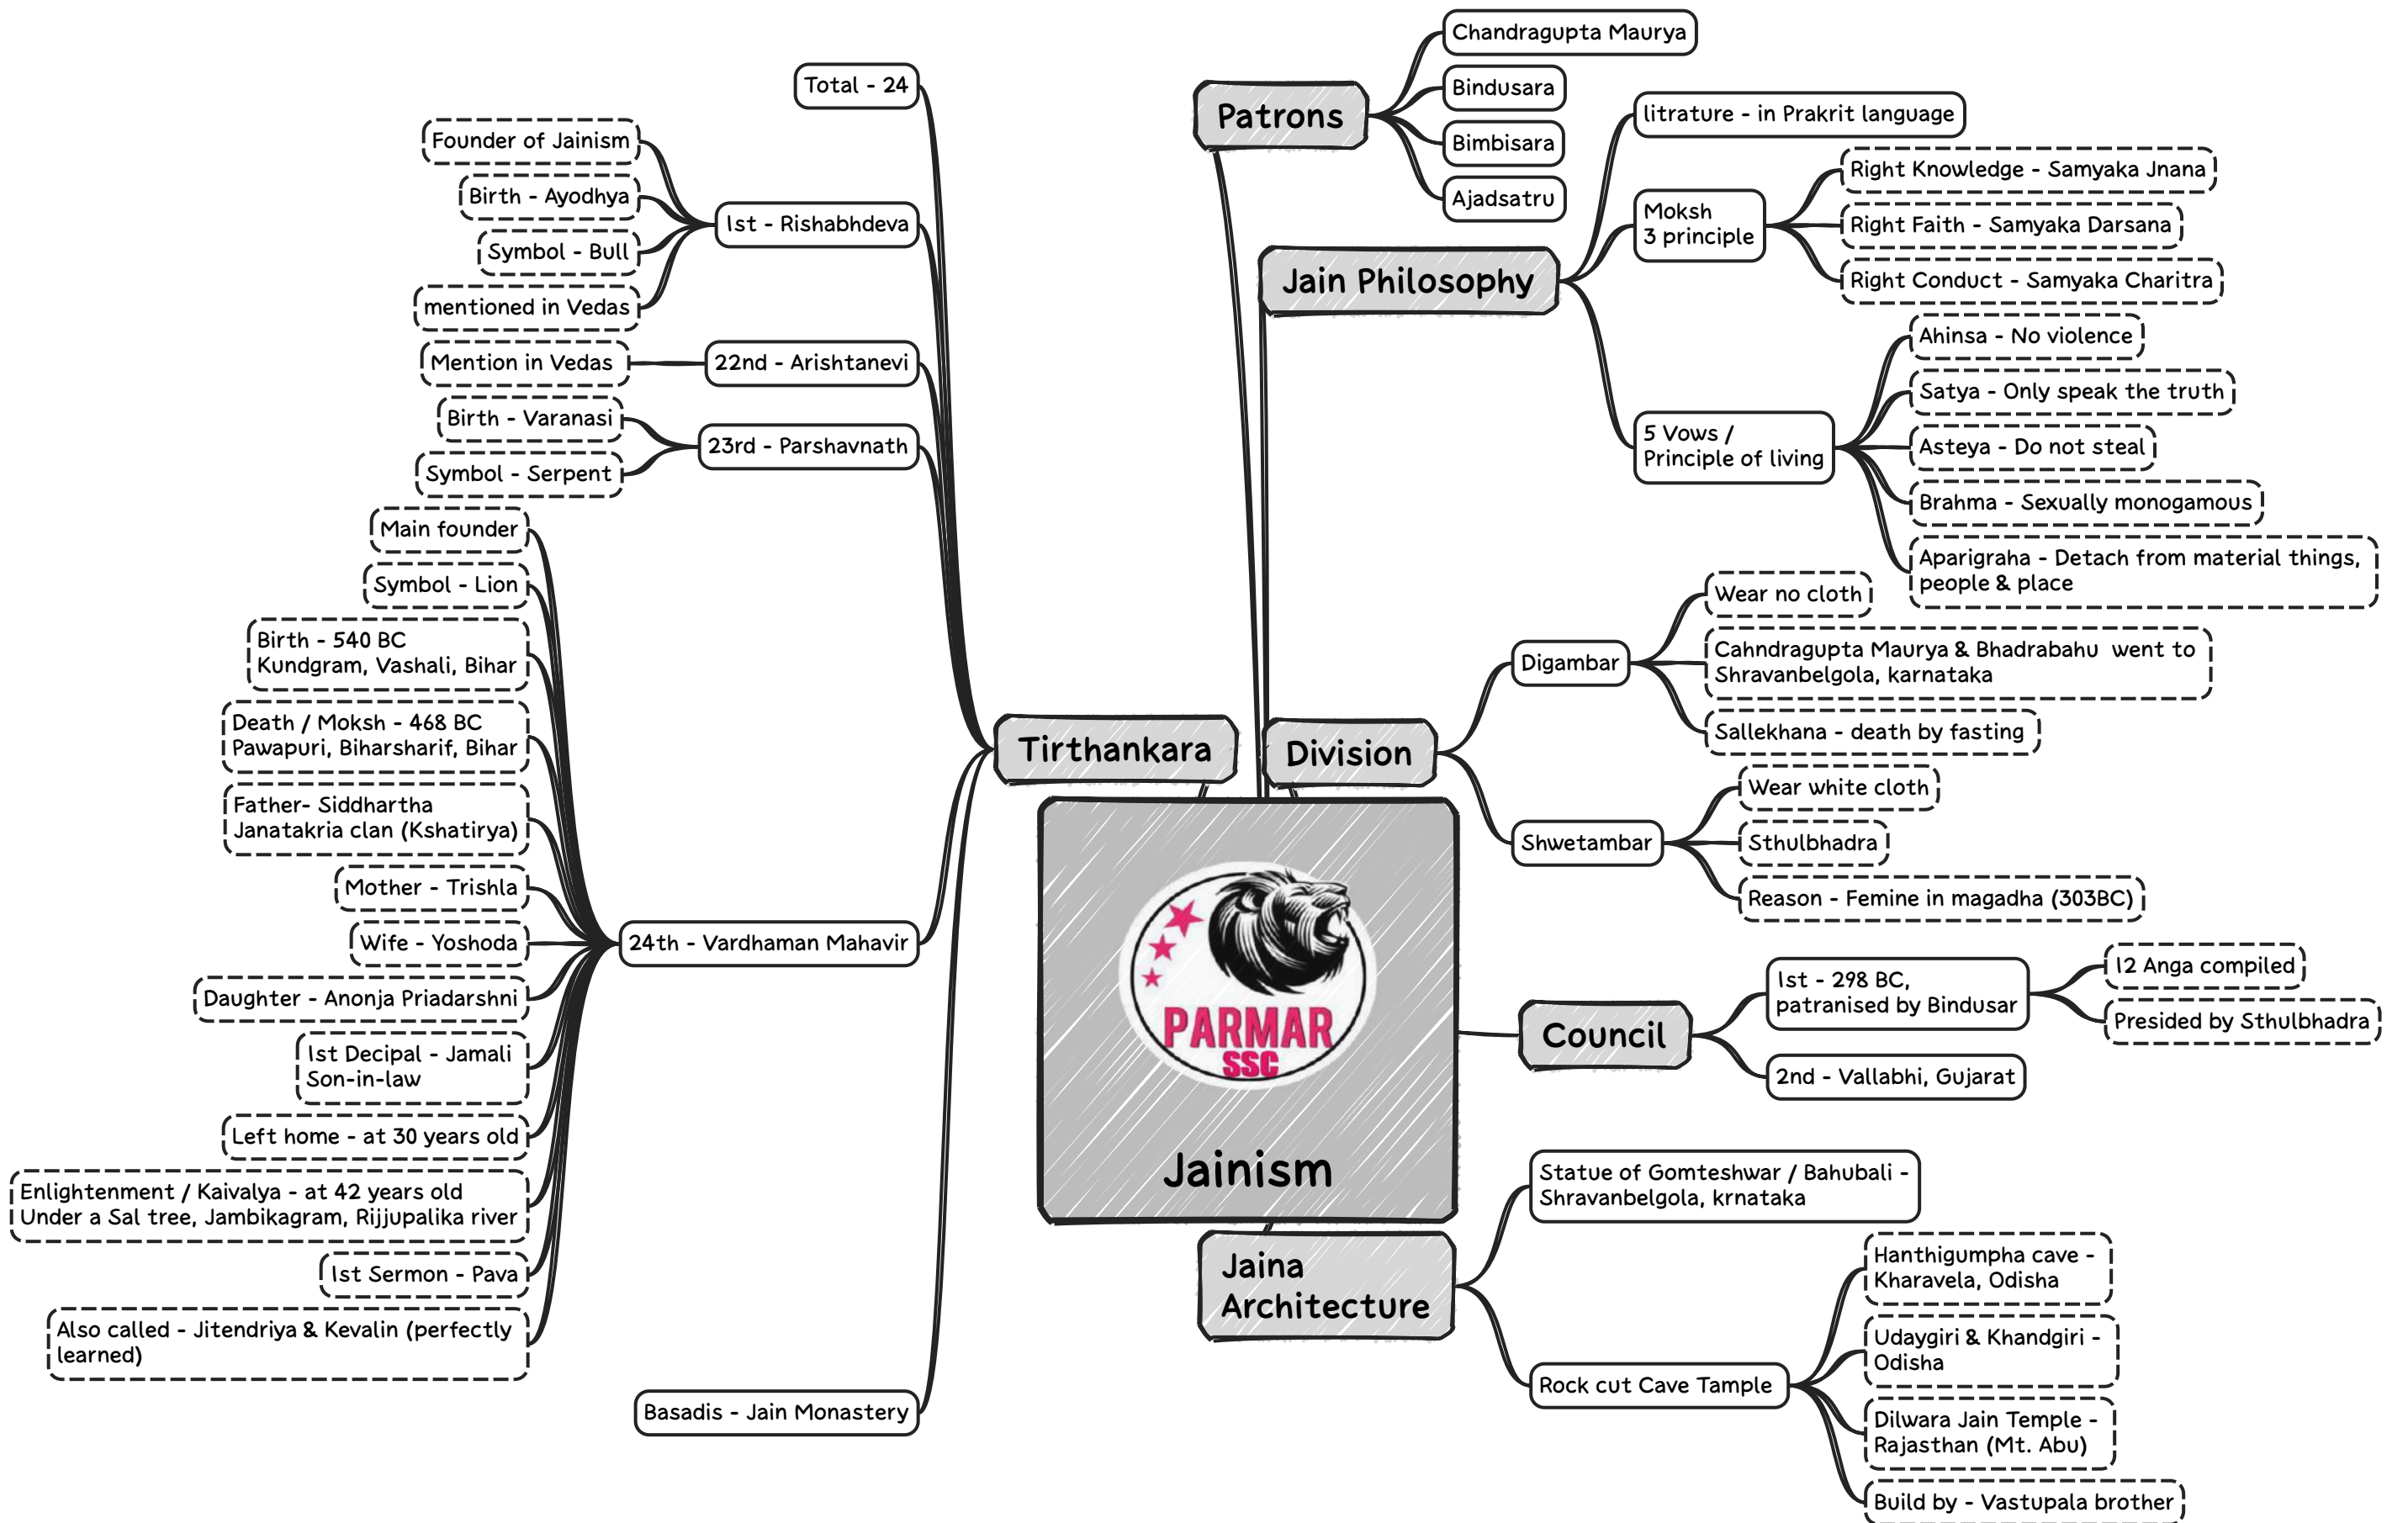 Jainism
PARMAR
SSC
Tirthankara
Total - 24
1st - Rishabhdeva
Founder of Jainism
Birth - Ayodhya
Symbol - Bull
mentioned in Vedas
22nd - Arishtanevi
Mention in Vedas
23rd - Parshavnath
Birth - Varanasi
Symbol - Serpent
24th - Vardhaman Mahavir
Main founder
Symbol - Lion
Birth - 540 BC
Kundgram, Vashali, Bihar
Death / Moksh - 468 BC
Pawapuri, Biharsharif, Bihar
Father- Siddhartha
Janatakria clan (Kshatirya)
Mother - Trishla
Wife - Yoshoda
Daughter - Anonja Priadarshni
1st Decipal - Jamali
Son-in-law
Left home - at 30 years old
Enlightenment / Kaivalya - at 42 years old
Under a Sal tree, Jambikagram, Rijjupalika river
1st Sermon - Pava
Also called - Jitendriya & Kevalin (perfectly
learned)
Basadis - Jain Monastery
Patrons
Chandragupta Maurya
Bindusara
Bimbisara
Ajadsatru
Jain Philosophy
litrature - in Prakrit language
Moksh
3 principle
Right Knowledge - Samyaka Jnana
Right Faith - Samyaka Darsana
Right Conduct - Samyaka Charitra
5 Vows /
Principle of living
Ahinsa - No violence
Satya - Only speak the truth
Asteya - Do not steal
Brahma - Sexually monogamous
Aparigraha - Detach from material things,
people & place
Division
Digambar
Wear no cloth
Cahndragupta Maurya & Bhadrabahu went to
Shravanbelgola, karnataka
Sallekhana - death by fasting
Shwetambar
Wear white cloth
Sthulbhadra
Reason - Femine in magadha (303BC)
Council
1st - 298 BC,
patranised by Bindusar
12 Anga compiled
Presided by Sthulbhadra
2nd - Vallabhi, Gujarat
Jaina
Architecture
Statue of Gomteshwar / Bahubali -
Shravanbelgola, krnataka
Rock cut Cave Tample
Hanthigumpha cave -
Kharavela, Odisha
Udaygiri & Khandgiri -
Odisha
Dilwara Jain Temple -
Rajasthan (Mt. Abu)
Build by - Vastupala brother